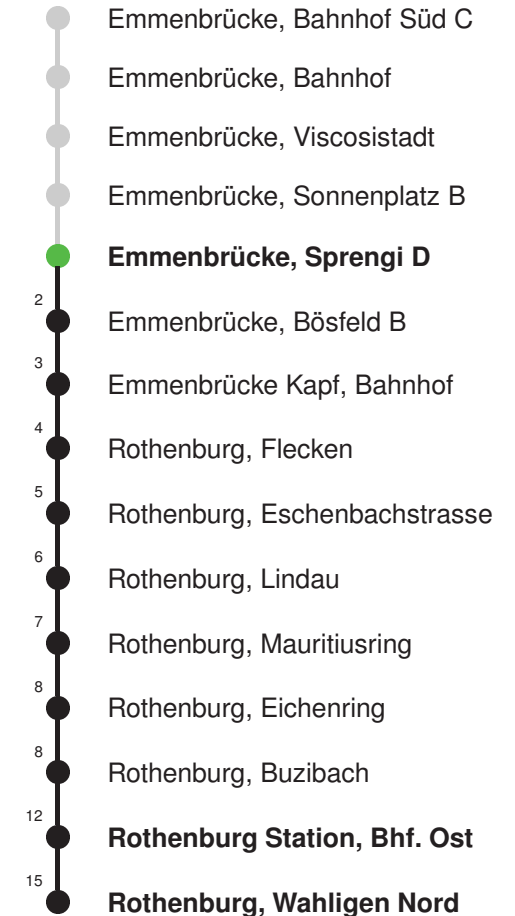 Emmenbrücke, Bahnhof Süd C
Emmenbrücke, Bahnhof
Emmenbrücke, Viscosistadt
Emmenbrücke, Sonnenplatz B
Emmenbrücke, Sprengi D
2 Emmenbrücke, Bösfeld B
3 Emmenbrücke Kapf, Bahnhof
4 Rothenburg, Flecken
5 Rothenburg, Eschenbachstrasse
6 Rothenburg, Lindau
7 Rothenburg, Mauritiusring
8 Rothenburg, Eichenring
8 Rothenburg, Buzibach
12 Rothenburg Station, Bhf. Ost
15 Rothenburg, Wahligen Nord